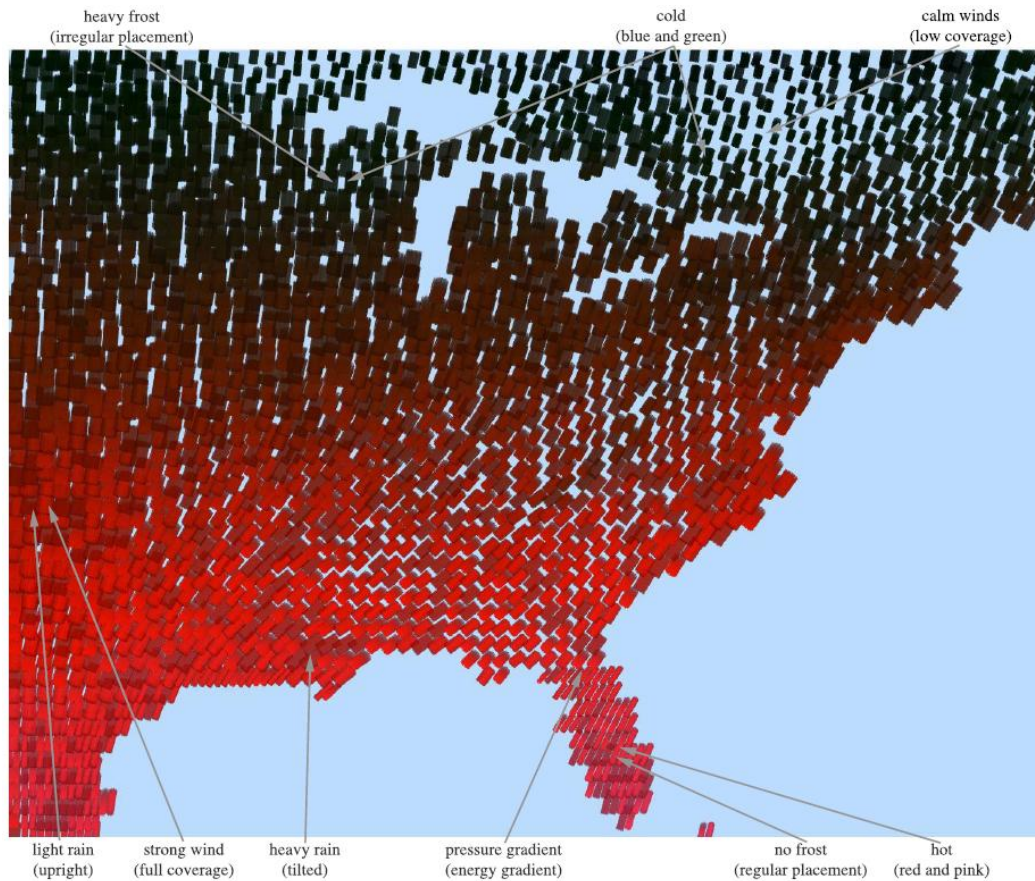 heavy frost
(irregular placement)
cold
(blue and green)
calm winds
(low coverage)
light rain
(upright)
strong wind
(full coverage)
heavy rain
(tilted)
pressure gradient
(energy gradient)
no frost
(regular placement)
hot
(red and pink)